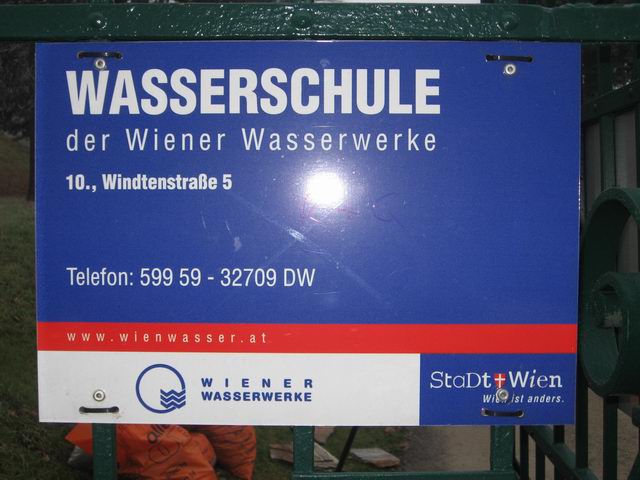 WASSERSCHULE
der Wiener Wasserwerke
10., Windtenstraße 5
Telefon: 599 59 - 32709 DW
www.wienwasser.at
WIENER
WASSERWERKE
StaDt Wien
Wien ist anders.